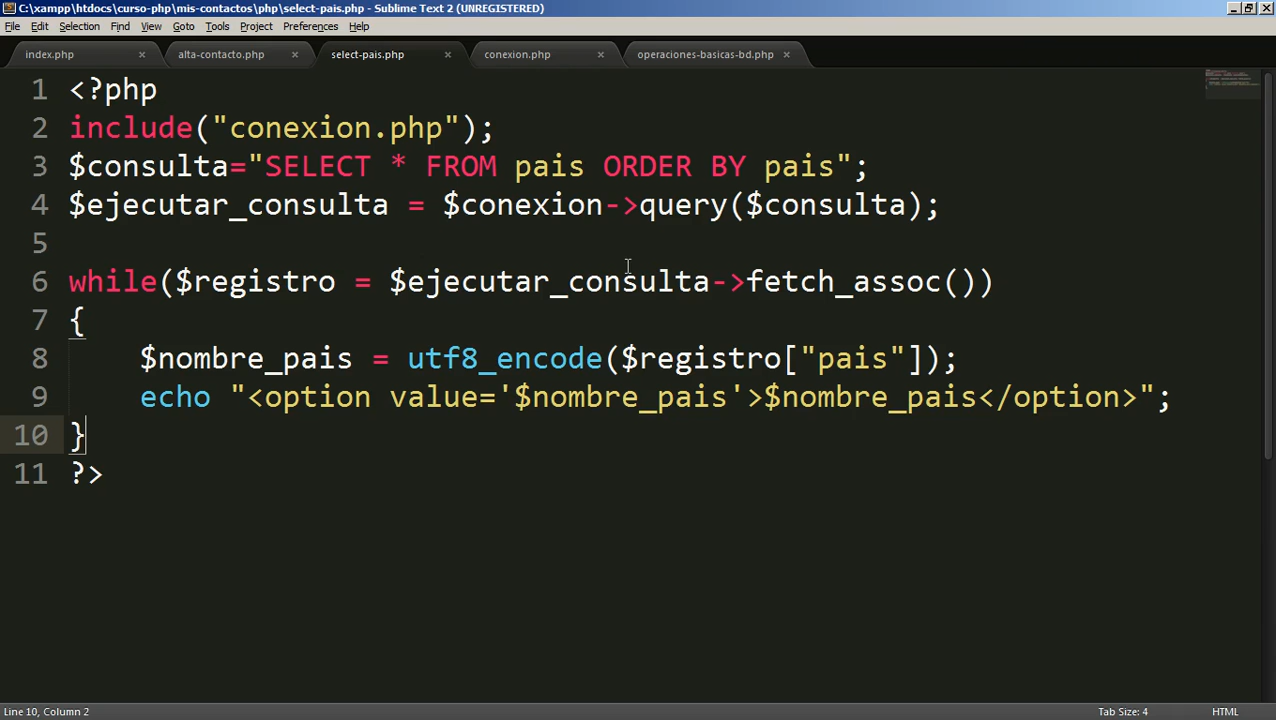 C:\xampp\htdocs\curso-php\mis-contactos\php\select-pais.php - Sublime Text 2 (UNREGISTERED)
File Edit Selection Find View Goto Tools Project Preferences Help
index.php alta-contacto.php select-pais.php conexion.php operaciones-basicas-bd.php
1 <?php
2 include("conexion.php");
3 $consulta="SELECT * FROM pais ORDER BY pais";
4 $ejecutar_consulta = $conexion->query($consulta);
5
6 while($registro = $ejecutar_consulta->fetch_assoc())
7 {
8 $nombre_pais = utf8_encode($registro["pais"]);
9 echo "<option value='$nombre_pais'>$nombre_pais</option>";
10 }
11 ?>
Line 10, Column 2 Tab Size: 4 HTML